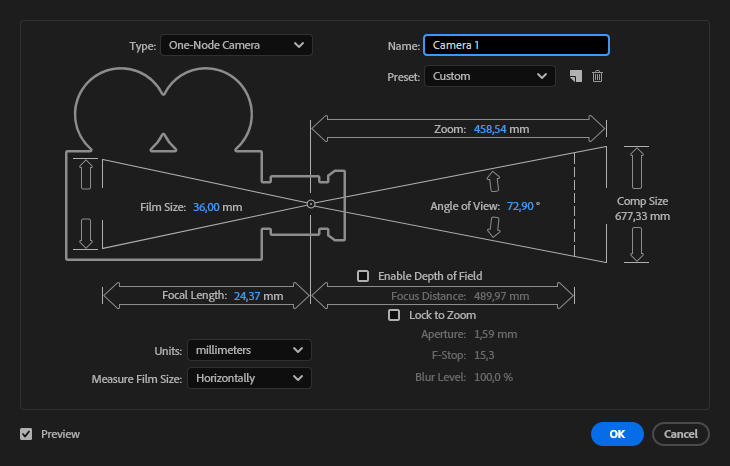 Type: One-Node Camera
Name: Camera 1
Preset: Custom
Zoom: 458,54 mm
Film Size: 36,00 mm
Angle of View: 72,90 °
Comp Size
677,33 mm
Enable Depth of Field
Focal Length: 24,37 mm
Focus Distance: 489,97 mm
Lock to Zoom
Aperture: 1,59 mm
Units: millimeters
F-Stop: 15,3
Measure Film Size: Horizontally
Blur Level: 100,0 %
Preview
OK
Cancel